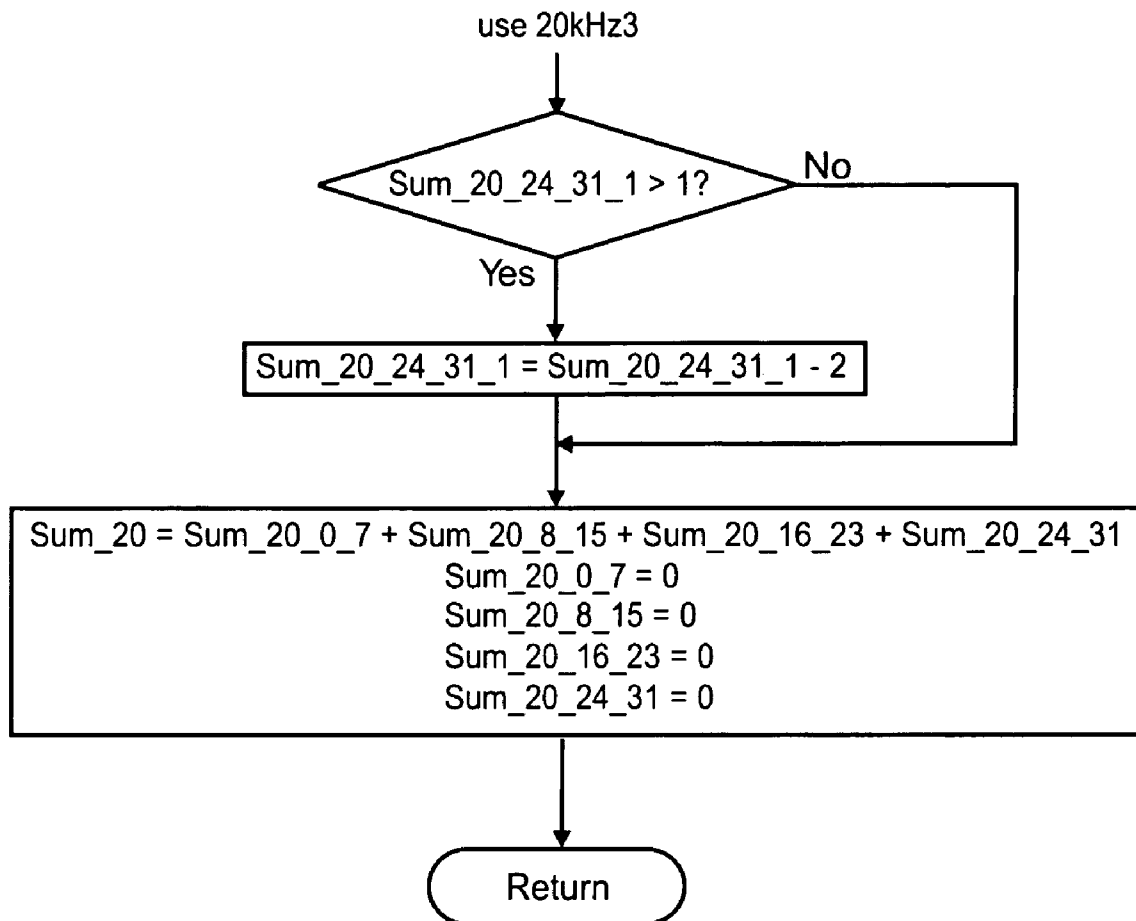 use 20kHz3
Sum_20_24_31_1 > 1?
No
Yes
Sum_20_24_31_1 = Sum_20_24_31_1 - 2
Sum_20 = Sum_20_0_7 + Sum_20_8_15 + Sum_20_16_23 + Sum_20_24_31
Sum_20_0_7 = 0
Sum_20_8_15 = 0
Sum_20_16_23 = 0
Sum_20_24_31 = 0
Return